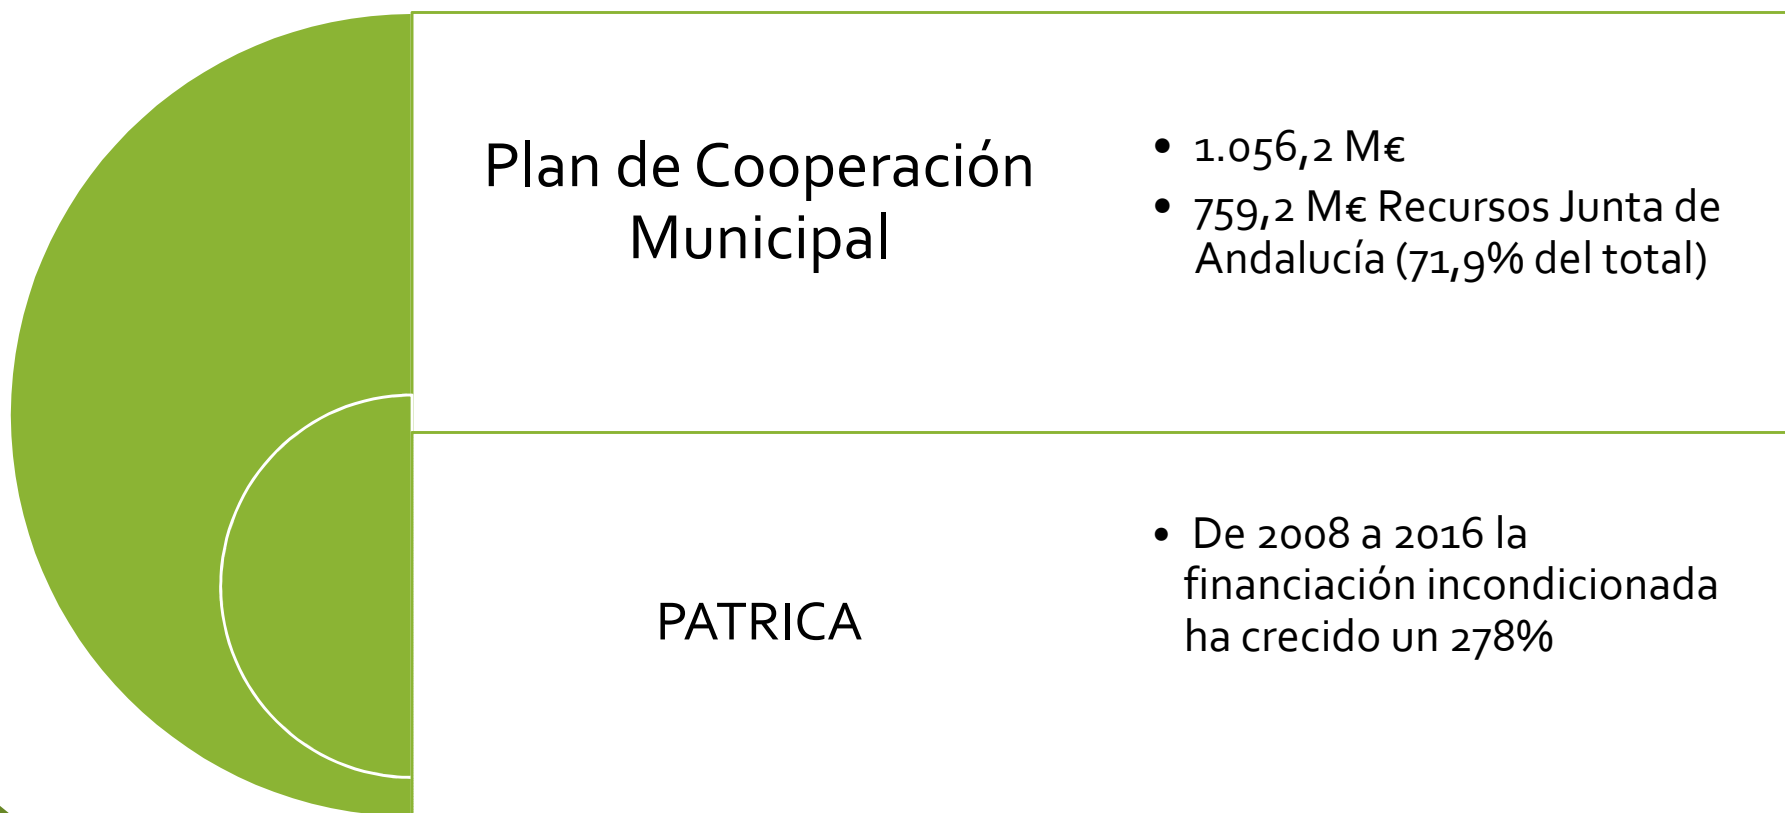 Plan de Cooperación
Municipal
• 1.056,2 M€
• 759,2 M€ Recursos Junta de
Andalucía (71,9% del total)
PATRICA
• De 2008 a 2016 la
financiación incondicionada
ha crecido un 278%